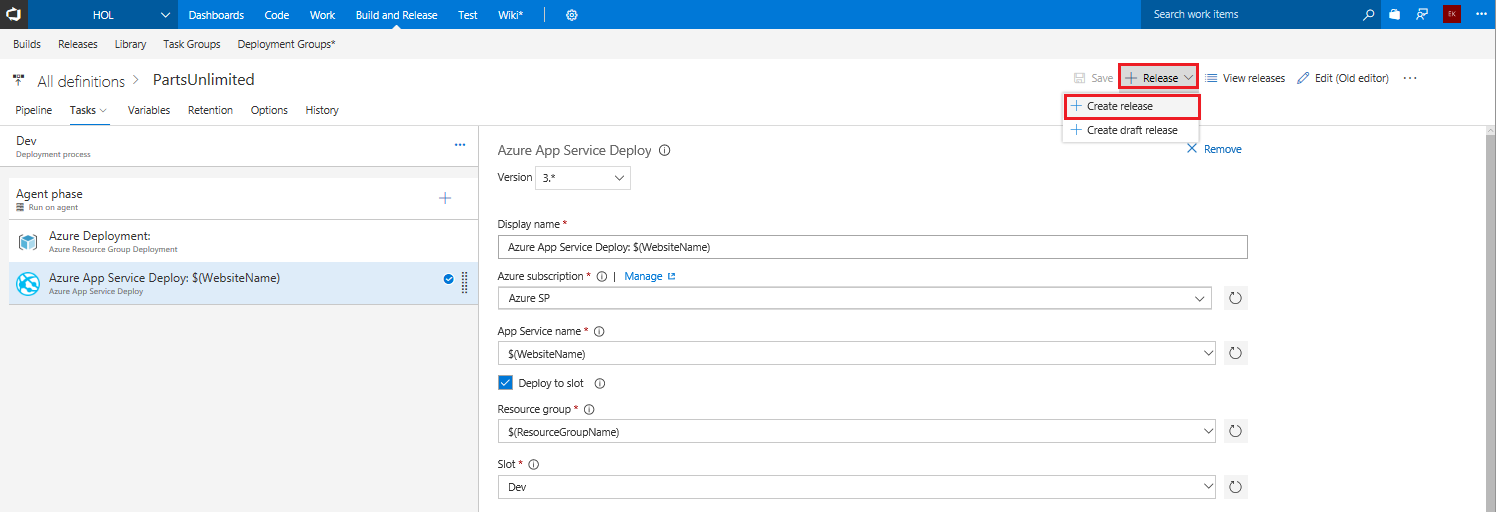 HOL Dashboards Code Work Build and Release Test Wiki* Search work items EK
Builds Releases Library Task Groups Deployment Groups*
All definitions PartsUnlimited Save Release View releases Edit (Old editor) ...
Pipeline Tasks Variables Retention Options History
Create release
Create draft release
Dev
Deployment process
Agent phase
Run on agent
Azure Deployment:
Azure Resource Group Deployment
Azure App Service Deploy: $(WebsiteName)
Azure App Service Deploy
Azure App Service Deploy
Remove
Version 3.*
Display name *
Azure App Service Deploy: $(WebsiteName)
Azure subscription * | Manage
Azure SP
App Service name *
$(WebsiteName)
Deploy to slot
Resource group *
$(ResourceGroupName)
Slot *
Dev